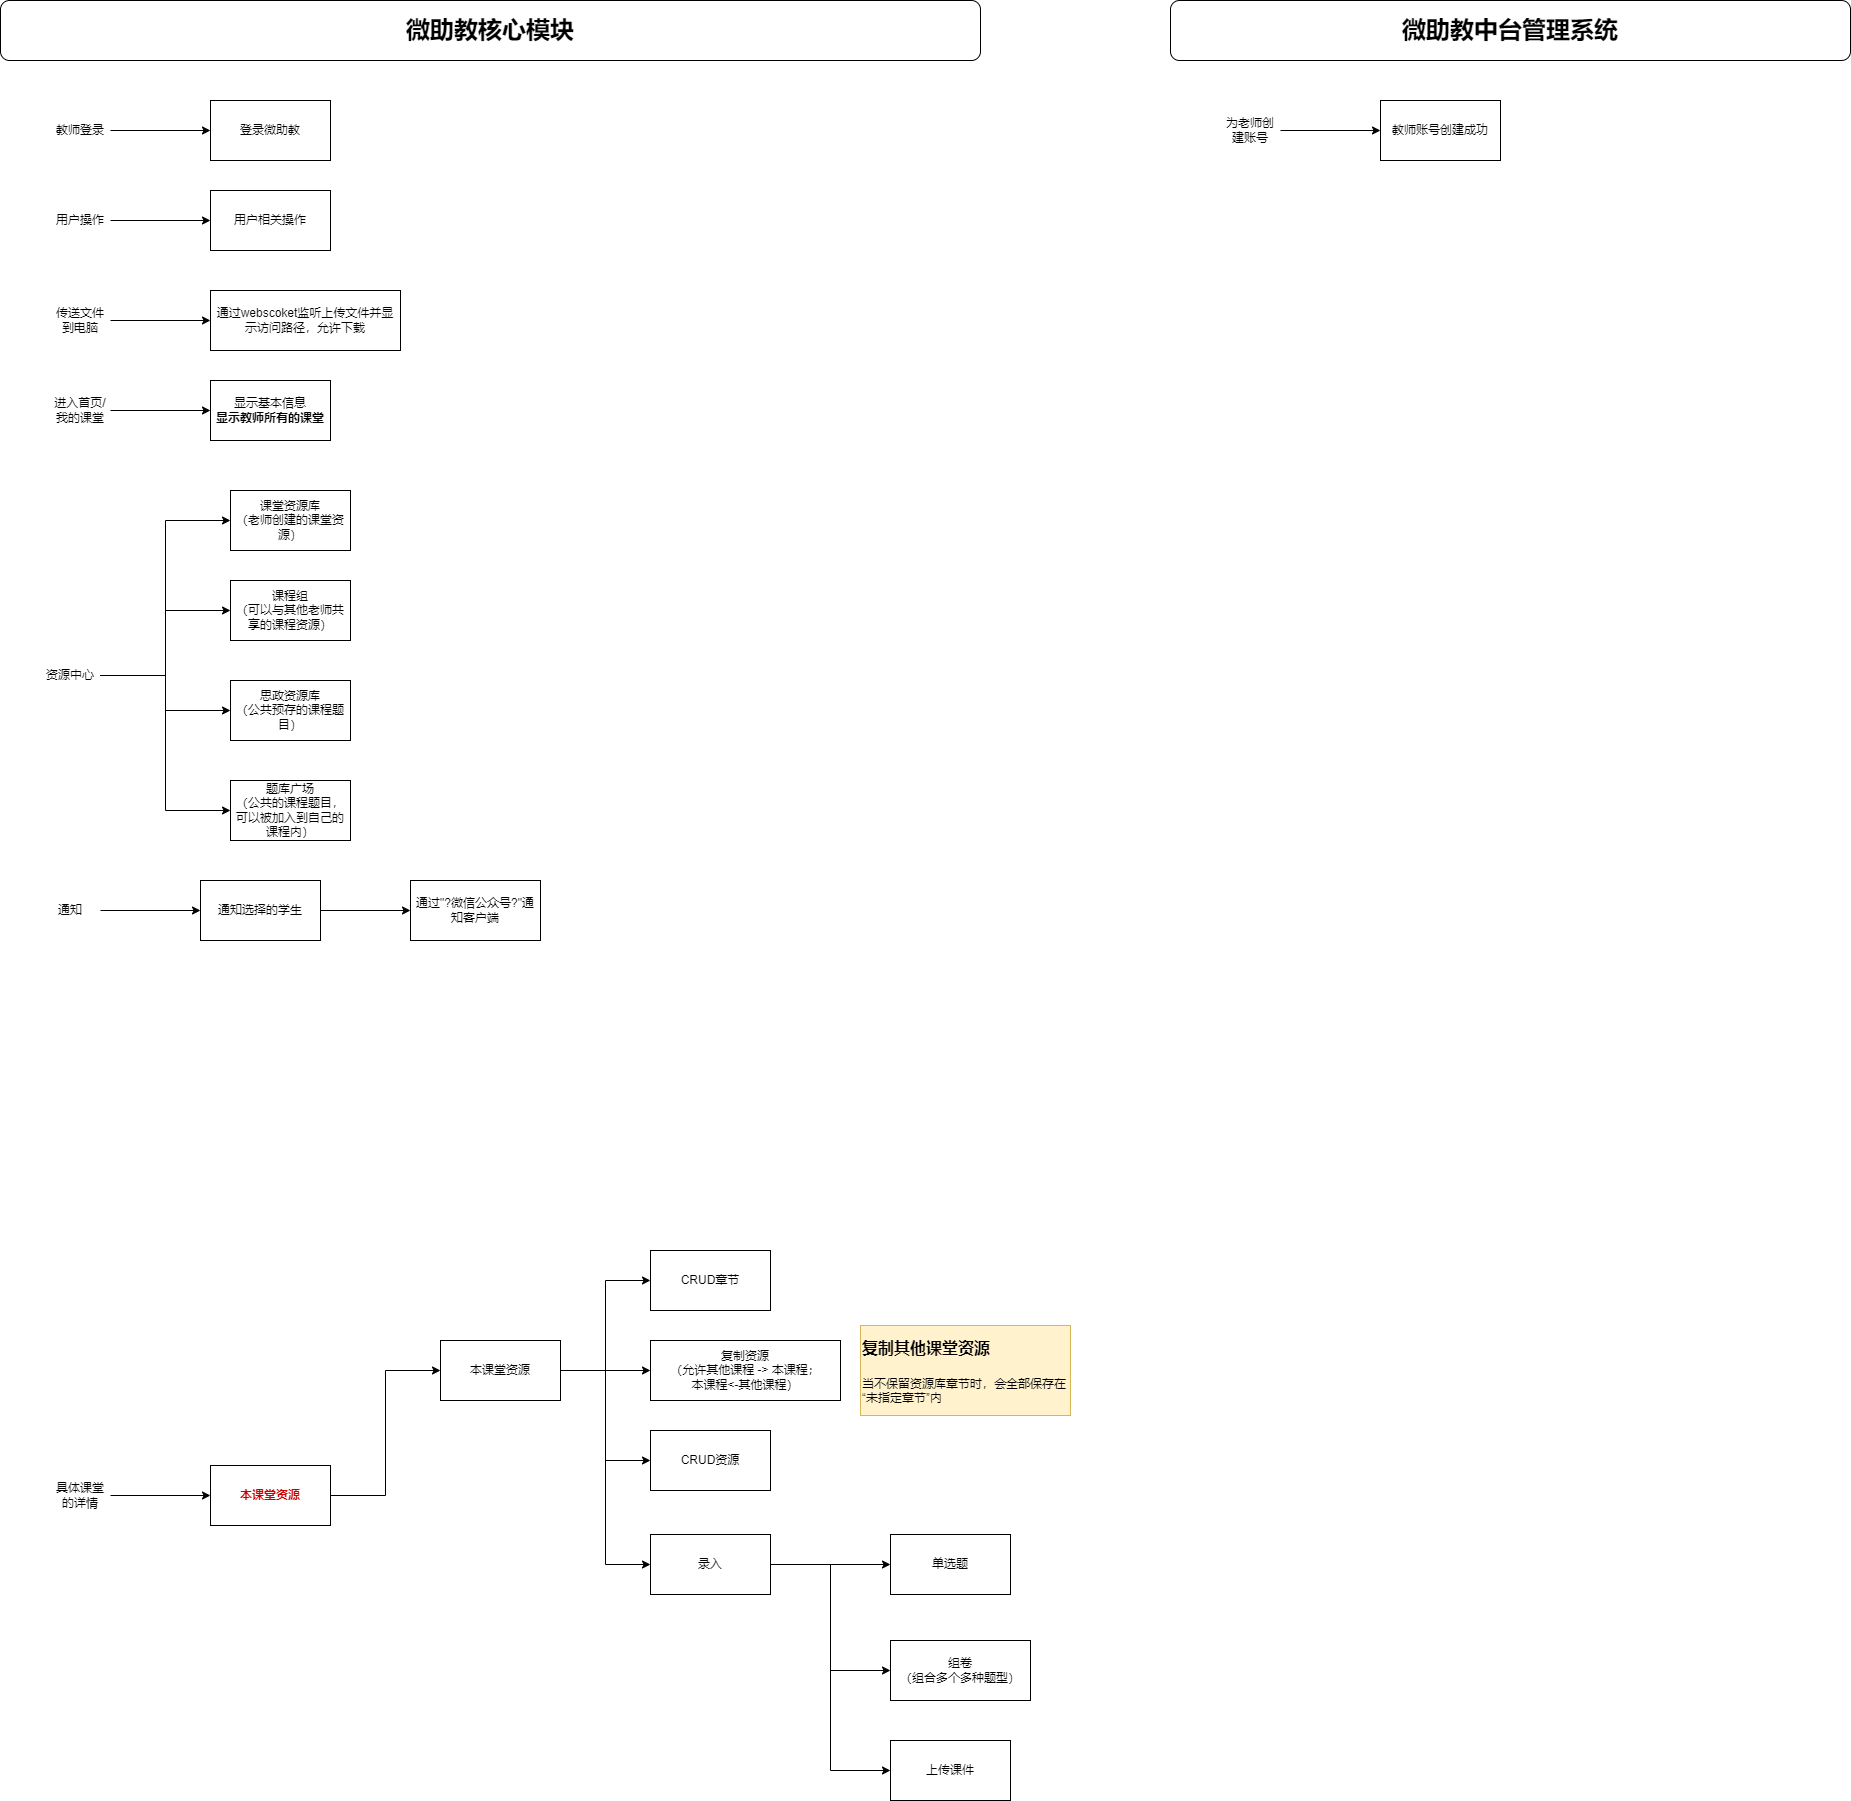 微助教核心模块
微助教中台管理系统
教师登录
登录微助教
为老师创
建账号
教师账号创建成功
用户操作
用户相关操作
传送文件
到电脑
通过webscoket监听上传文件并显
示访问路径，允许下载
进入首页/
我的课堂
显示基本信息
显示教师所有的课堂
资源中心
课堂资源库
（老师创建的课堂资
源）
课程组
（可以与其他老师共
享的课程资源）
思政资源库
（公共预存的课程题
目）
题库广场
（公共的课程题目，
可以被加入到自己的
课程内）
通知
通知选择的学生
通过"?微信公众号?"通
知客户端
具体课堂
的详情
本课堂资源
本课堂资源
CRUD章节
复制资源
（允许其他课程 -> 本课程；
本课程<-其他课程）
复制其他课堂资源
当不保留资源库章节时，会全部保存在
“未指定章节”内
CRUD资源
录入
单选题
组卷
（组合多个多种题型）
上传课件